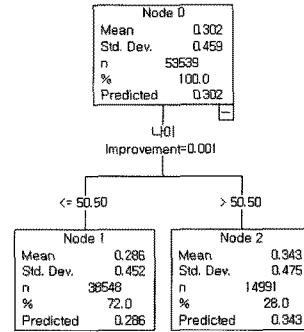 Node 0
Mean 0.302
Std. Dev. 0.459
n 53539
% 100.0
Predicted 0.302
Improvement=0.001
<= 50.50
> 50.50
Node 1
Mean 0.286
Std. Dev. 0.452
n 38548
% 72.0
Predicted 0.286
Node 2
Mean 0.343
Std. Dev. 0.475
n 14991
% 28.0
Predicted 0.343